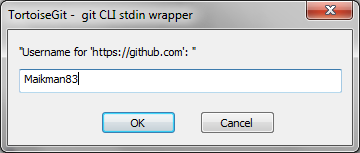 TortoiseGit - git CLI stdin wrapper
"Username for 'https://github.com': "
Maikman83
OK
Cancel